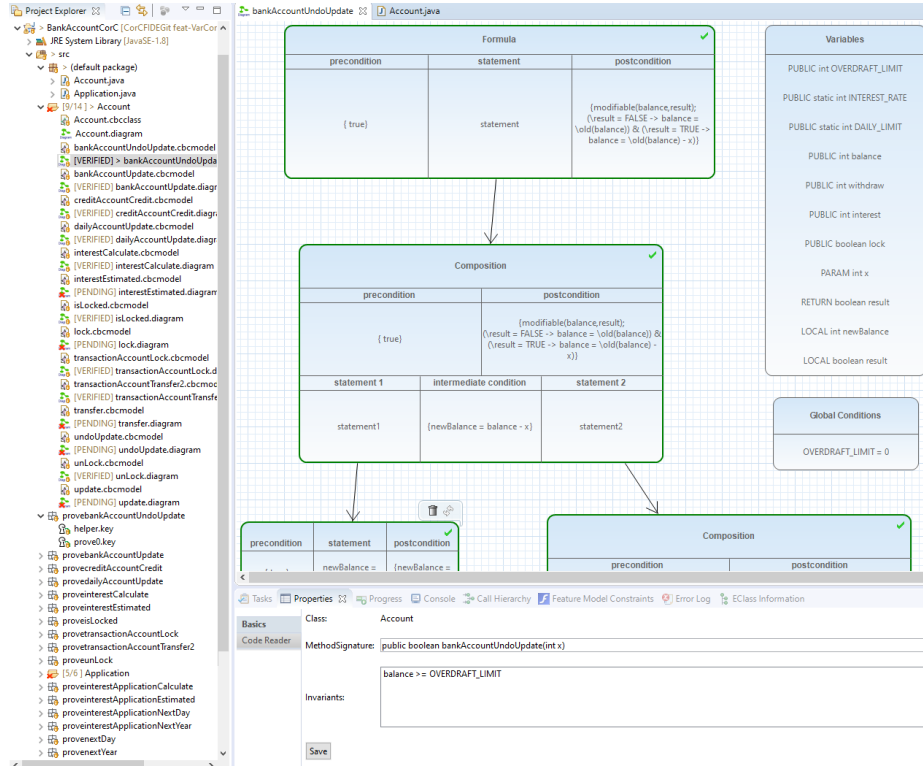 Project Explorer
> BankAccountCorC [CorCFIDEGit feat-VarCor
JRE System Library [JavaSE-1.8]
> src
> (default package)
Account.java
Application.java
[9/14] > Account
Account.cbcclass
Account.diagram
bankAccountUndoUpdate.cbcmodel
[VERIFIED] > bankAccountUndoUpda
bankAccountUpdate.cbcmodel
[VERIFIED] bankAccountUpdate.diagr
creditAccountCredit.cbcmodel
[VERIFIED] creditAccountCredit.diagra
dailyAccountUpdate.cbcmodel
[VERIFIED] dailyAccountUpdate.diagr
interestCalculate.cbcmodel
[VERIFIED] interestCalculate.diagram
interestEstimated.cbcmodel
[PENDING] interestEstimated.diagram
isLocked.cbcmodel
[VERIFIED] isLocked.diagram
lock.cbcmodel
[PENDING] lock.diagram
transactionAccountLock.cbcmodel
[VERIFIED] transactionAccountLock.d
transactionAccountTransfer2.cbcmoc
[VERIFIED] transactionAccountTransfe
transfer.cbcmodel
[PENDING] transfer.diagram
undoUpdate.cbcmodel
[PENDING] undoUpdate.diagram
unLock.cbcmodel
[VERIFIED] unLock.diagram
update.cbcmodel
[PENDING] update.diagram
provebankAccountUndoUpdate
helper.key
prove0.key
provebankAccountUpdate
provecreditAccountCredit
provedailyAccountUpdate
proveinterestCalculate
proveinterestEstimated
proveisLocked
provetransactionAccountLock
provetransactionAccountTransfer2
proveunLock
[5/6] Application
proveinterestApplicationCalculate
proveinterestApplicationEstimated
proveinterestApplicationNextDay
proveinterestApplicationNextYear
provenextDay
provenextYear
bankAccountUndoUpdate
Account.java
Formula
precondition statement postcondition
{ true}
statement
{modifiable(balance,result);
(\result = FALSE -> balance =
\old(balance)) & (\result = TRUE ->
balance = \old(balance) - x)}
Composition
precondition postcondition
{ true}
{modifiable(balance,result);
(\result = FALSE -> balance = \old(balance)) &
(\result = TRUE -> balance = \old(balance) -
x)}
statement 1 intermediate condition statement 2
statement1 {newBalance = balance - x} statement2
precondition statement postcondition
newBalance = {newBalance =
Composition
precondition postcondition
Variables
PUBLIC int OVERDRAFT_LIMIT
PUBLIC static int INTEREST_RATE
PUBLIC static int DAILY_LIMIT
PUBLIC int balance
PUBLIC int withdraw
PUBLIC int interest
PUBLIC boolean lock
PARAM int x
RETURN boolean result
LOCAL int newBalance
LOCAL boolean result
Global Conditions
OVERDRAFT_LIMIT = 0
Tasks Properties Progress Console Call Hierarchy Feature Model Constraints Error Log EClass Information
Basics
Code Reader
Class: Account
MethodSignature: public boolean bankAccountUndoUpdate(int x)
Invariants: balance >= OVERDRAFT_LIMIT
Save